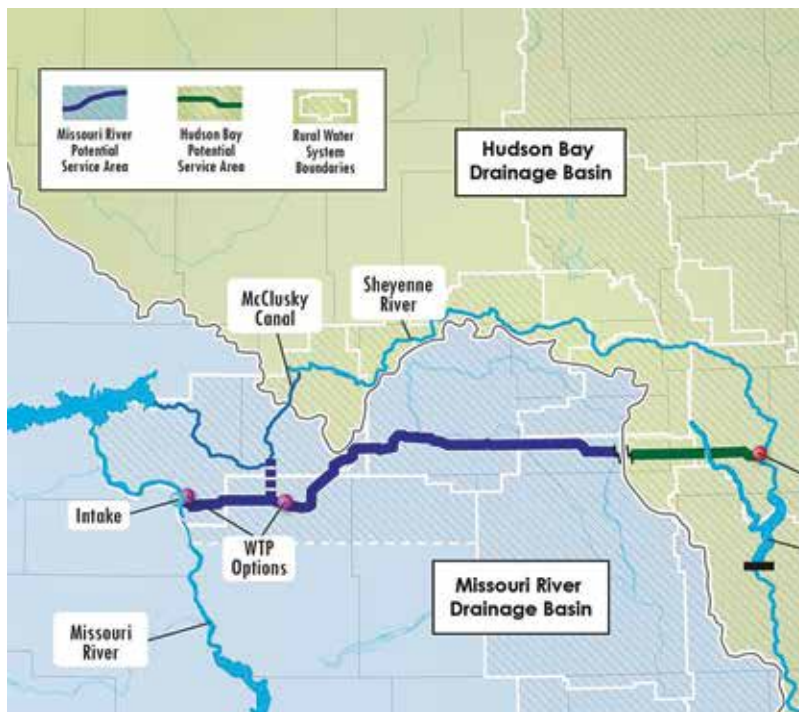 Missouri River
Potential
Service Area
Hudson Bay
Potential
Service Area
Rural Water
System
Boundaries
Hudson Bay
Drainage Basin
McClusky
Canal
Sheyenne
River
Intake
WTP
Options
Missouri River
Drainage Basin
Missouri
River